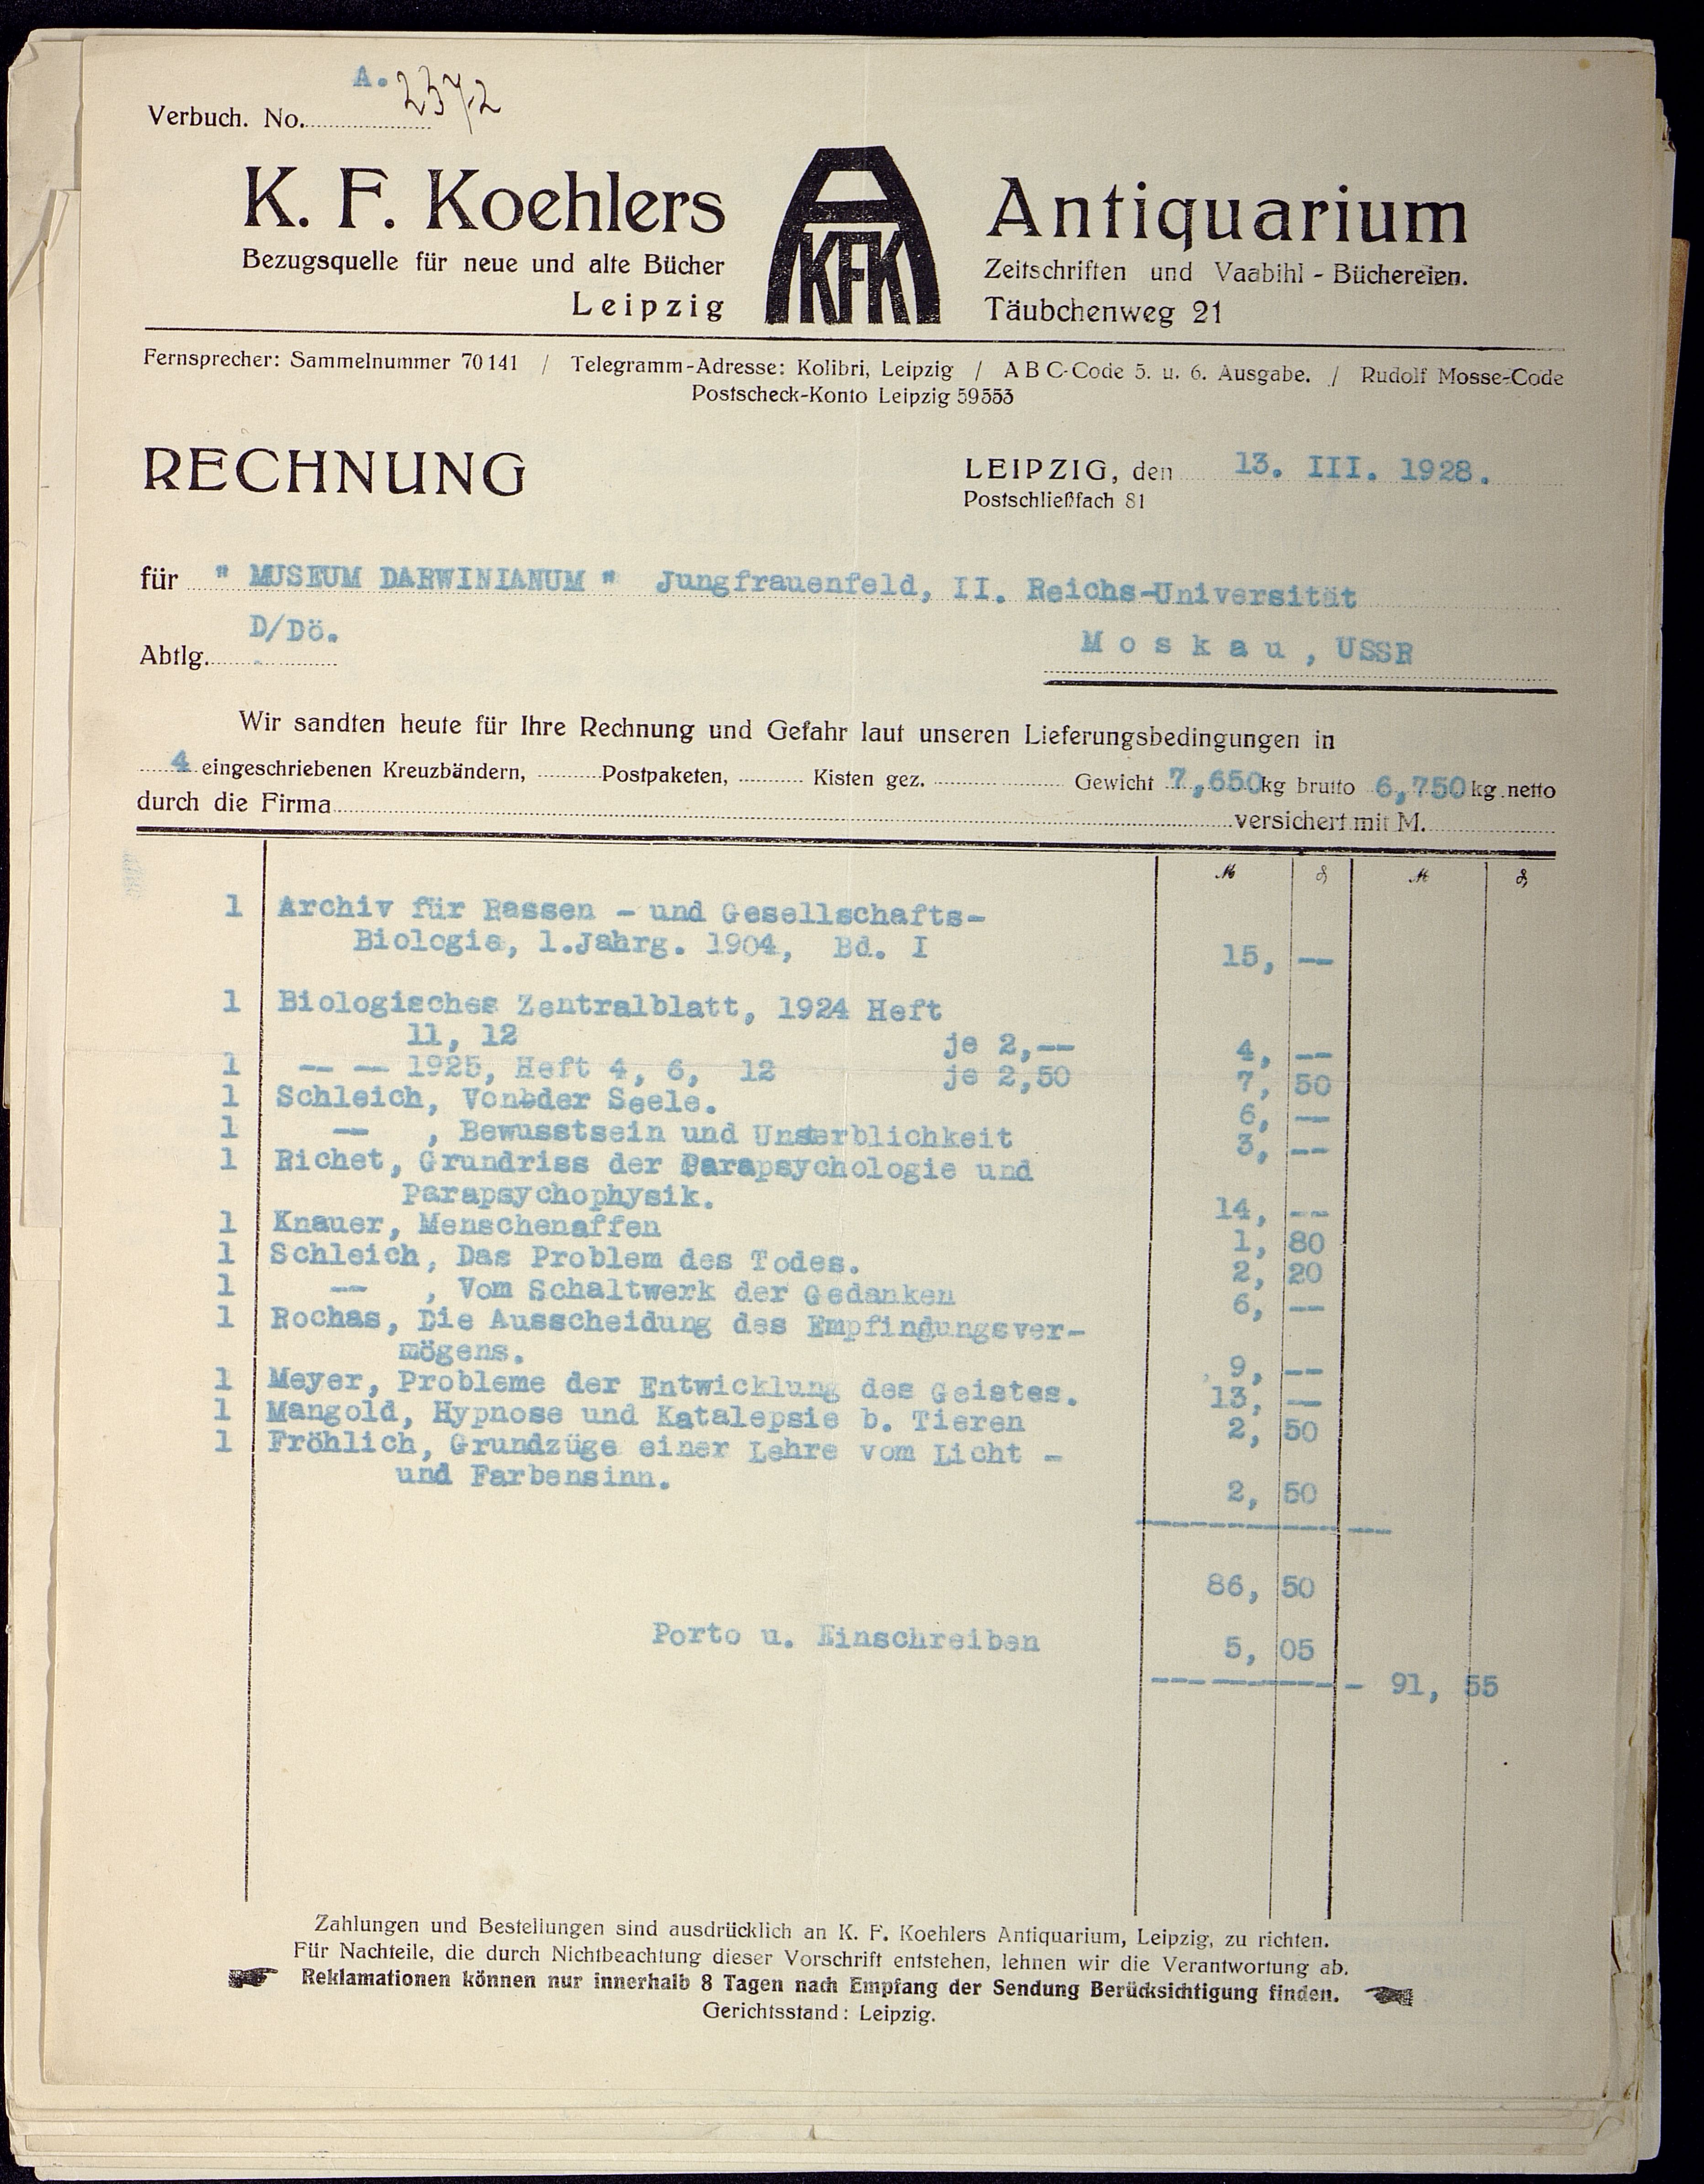 A. 2372
Verbuch. No.
K. F. Koehlers Antiquarium
KFK
Bezugsquelle für neue und alte Bücher Zeitschriften und Vaabihl - Büchereien.
Leipzig Täubchenweg 21
Fernsprecher: Sammelnummer 70141 / Telegramm-Adresse: Kolibri, Leipzig / A B C-Code 5. u. 6. Ausgabe. / Rudolf Mosse-Code
Postscheck-Konto Leipzig 59553
RECHNUNG LEIPZIG, den 13. III. 1928.
Postschließfach 81
für " MUSEUM DARWINIANUM " Jungfrauenfeld, II. Reichs-Universität
D/Dö. Moskau, USSR
Abtlg.
Wir sandten heute für Ihre Rechnung und Gefahr laut unseren Lieferungsbedingungen in
4 eingeschriebenen Kreuzbändern, Postpaketen, Kisten gez. Gewicht 7,650 kg brutto 6,750 kg netto
durch die Firma versichert mit M.
ℳ ₰ ℳ ₰
1 Archiv für Rassen - und Gesellschafts-
Biologie, 1.Jahrg. 1904, Bd. I 15, --
1 Biologisches Zentralblatt, 1924 Heft
11, 12 je 2,-- 4, --
1 -- -- 1925, Heft 4, 6, 12 je 2,50 7, 50
1 Schleich, Von der Seele. 6, --
1 -- , Bewusstsein und Unsterblichkeit 3, --
1 Richet, Grundriss der Parapsychologie und
Parapsychophysik. 14, --
1 Knauer, Menschenaffen 1, 80
1 Schleich, Das Problem des Todes. 2, 20
1 -- , Vom Schaltwerk der Gedanken 6, --
1 Rochas, Die Ausscheidung des Empfindungsver-
mögens. 9, --
1 Meyer, Probleme der Entwicklung des Geistes. 13, --
1 Mangold, Hypnose und Katalepsie b. Tieren 2, 50
1 Fröhlich, Grundzüge einer Lehre vom Licht -
und Farbensinn. 2, 50
86, 50
Porto u. Einschreiben 5, 05
91, 55
Zahlungen und Bestellungen sind ausdrücklich an K. F. Koehlers Antiquarium, Leipzig, zu richten.
Für Nachteile, die durch Nichtbeachtung dieser Vorschrift entstehen, lehnen wir die Verantwortung ab.
Reklamationen können nur innerhalb 8 Tagen nach Empfang der Sendung Berücksichtigung finden.
Gerichtsstand: Leipzig.